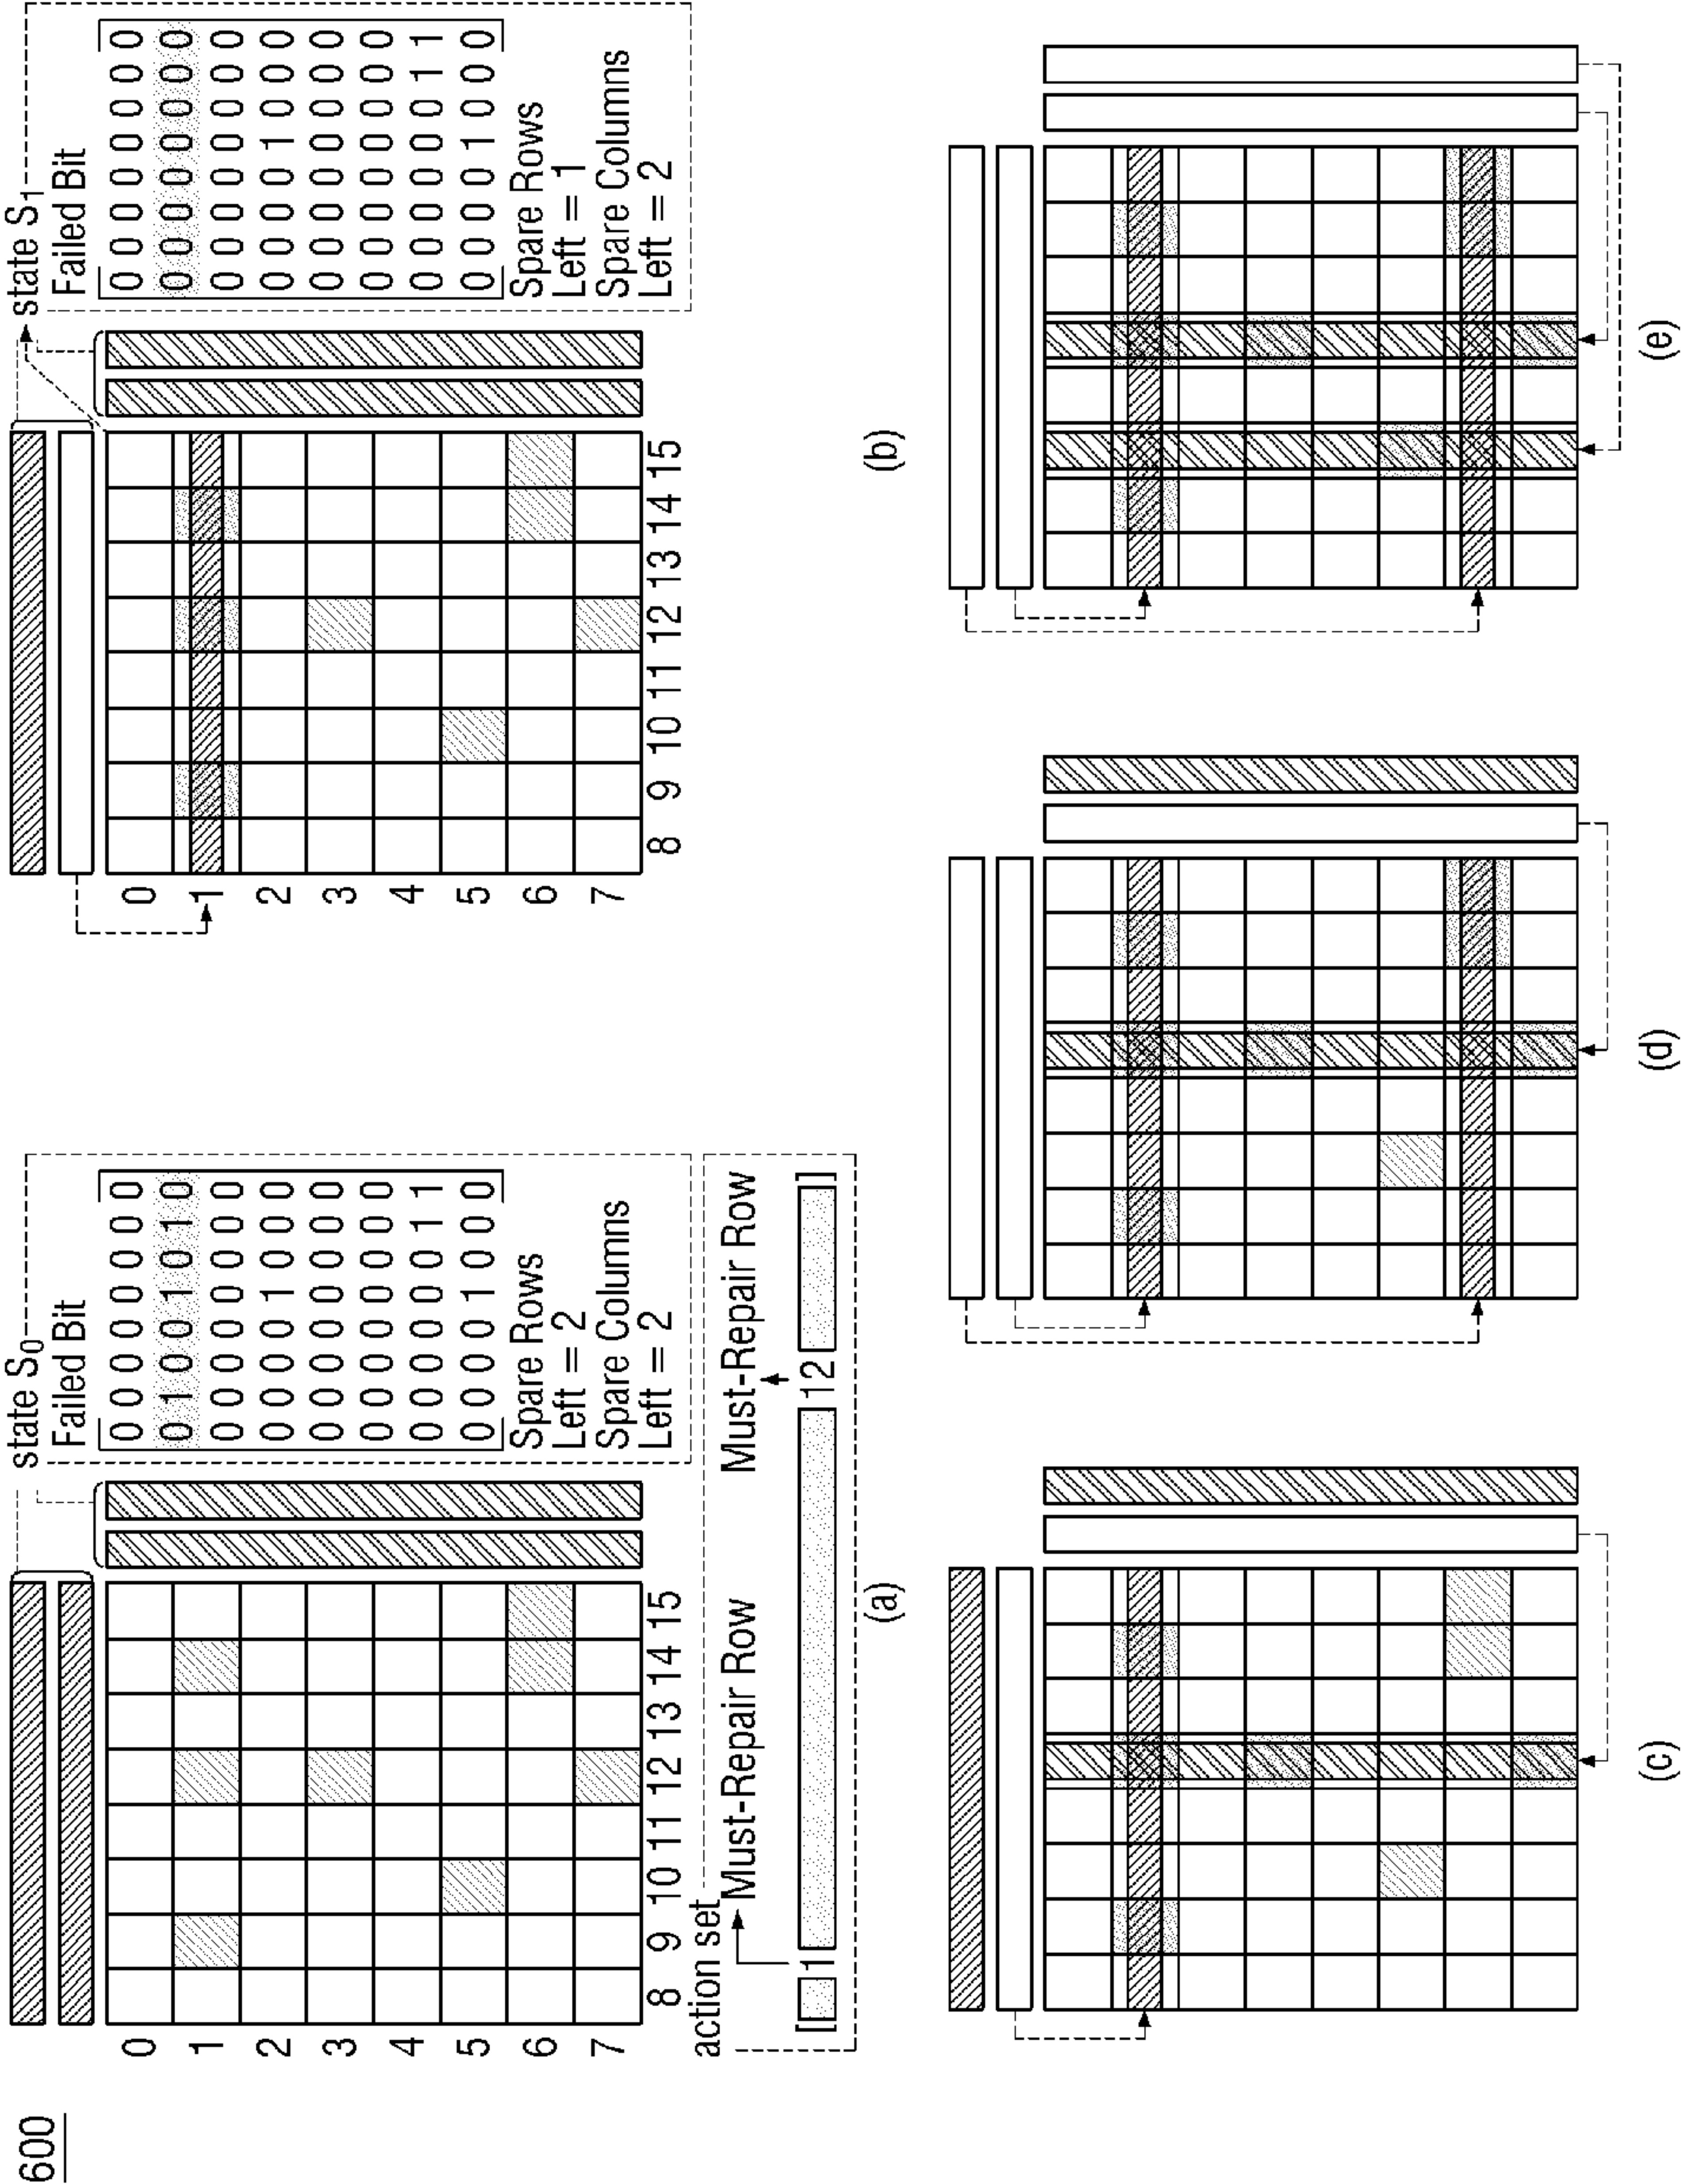 600
state S0
Failed Bit
0 0 0 0 0 0 0 0
0 1 0 0 1 0 1 0
0 0 0 0 0 0 0 0
0 0 0 0 1 0 0 0
0 0 0 0 0 0 0 0
0 0 0 0 0 0 0 0
0 0 0 0 0 0 1 1
0 0 0 0 1 0 0 0
Spare Rows
Left = 2
Spare Columns
Left = 2
0
1
2
3
4
5
6
7
8 9 10 11 12 13 14 15
action set
Must-Repair Row
Must-Repair Row
[ 1 12 ]
(a)
state S1
Failed Bit
0 0 0 0 0 0 0 0
0 0 0 0 0 0 0 0
0 0 0 0 0 0 0 0
0 0 0 0 1 0 0 0
0 0 0 0 0 0 0 0
0 0 0 0 0 0 0 0
0 0 0 0 0 0 1 1
0 0 0 0 1 0 0 0
Spare Rows
Left = 1
Spare Columns
Left = 2
0
1
2
3
4
5
6
7
8 9 10 11 12 13 14 15
(b)
(c)
(d)
(e)